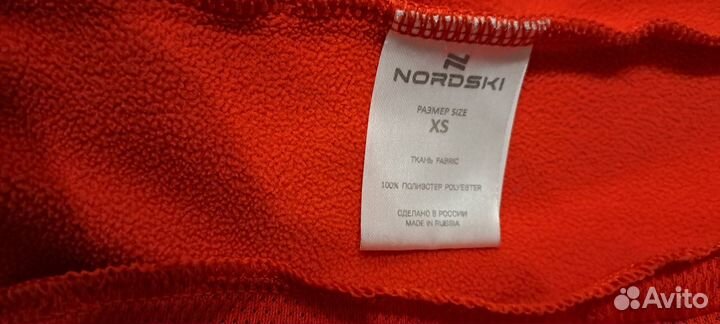 NORDSKI
РАЗМЕР SIZE
XS
ТКАНЬ FABRIC
100% ПОЛИЭСТЕР POLYESTER
СДЕЛАНО В РОССИИ
MADE IN RUSSIA
Avito